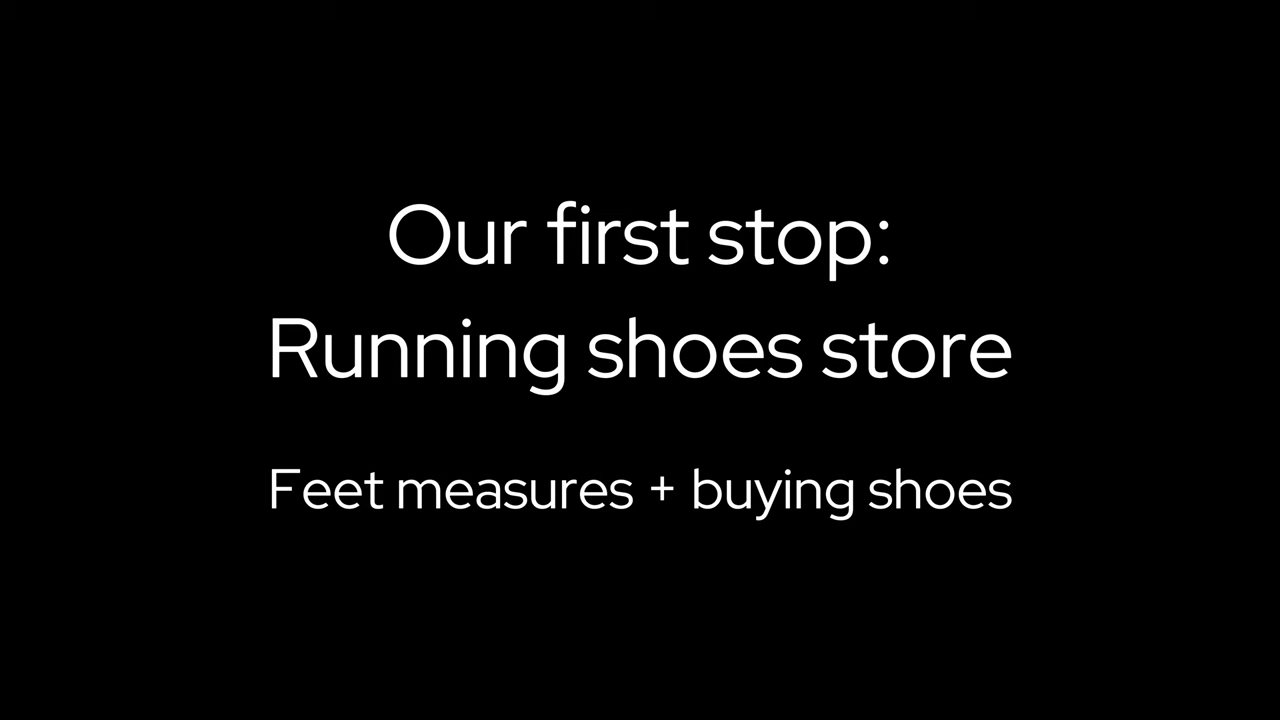 Our first stop:
Running shoes store
Feet measures + buying shoes